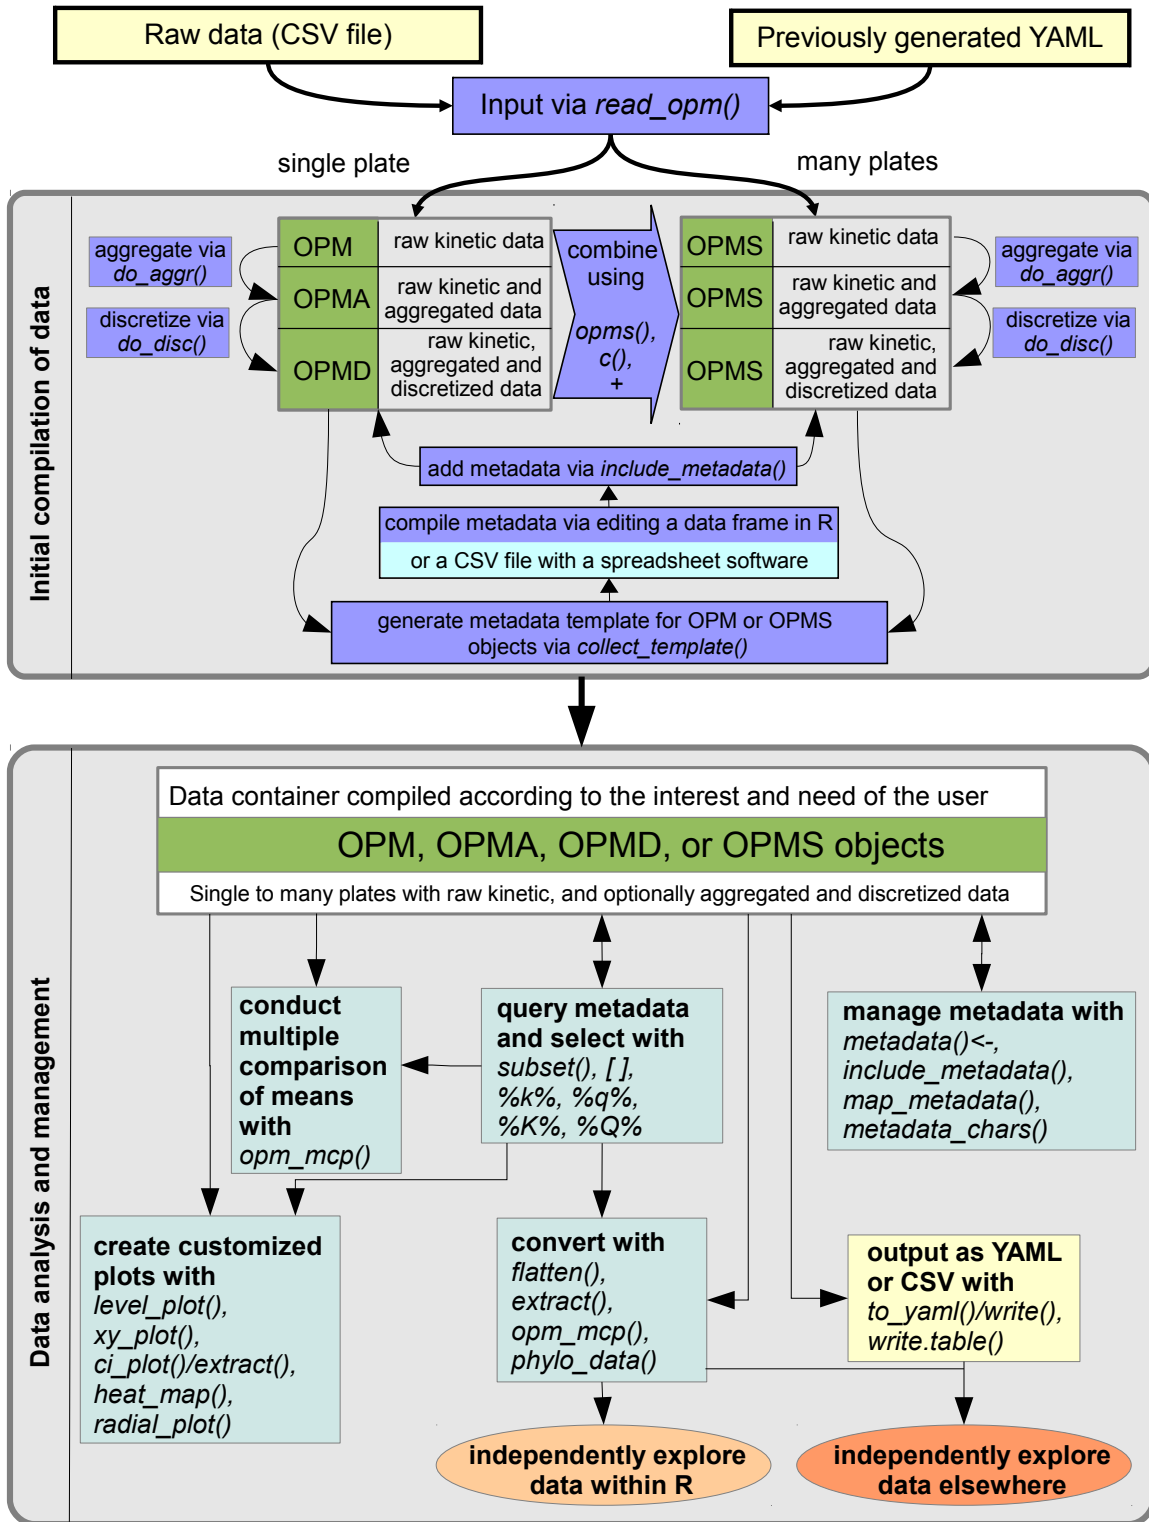 Raw data (CSV file)
Previously generated YAML
Input via read_opm()
single plate
many plates
Initial compilation of data
aggregate via
do_aggr()
discretize via
do_disc()
OPM
raw kinetic data
OPMA
raw kinetic and
aggregated data
OPMD
raw kinetic,
aggregated and
discretized data
combine
using
opms(),
c(),
+
OPMS
raw kinetic data
OPMS
raw kinetic and
aggregated data
OPMS
raw kinetic,
aggregated and
discretized data
aggregate via
do_aggr()
discretize via
do_disc()
add metadata via include_metadata()
compile metadata via editing a data frame in R
or a CSV file with a spreadsheet software
generate metadata template for OPM or OPMS
objects via collect_template()
Data analysis and management
Data container compiled according to the interest and need of the user
OPM, OPMA, OPMD, or OPMS objects
Single to many plates with raw kinetic, and optionally aggregated and discretized data
conduct
multiple
comparison
of means
with
opm_mcp()
query metadata
and select with
subset(), [ ],
%k%, %q%,
%K%, %Q%
manage metadata with
metadata()<-,
include_metadata(),
map_metadata(),
metadata_chars()
create customized
plots with
level_plot(),
xy_plot(),
ci_plot()/extract(),
heat_map(),
radial_plot()
convert with
flatten(),
extract(),
opm_mcp(),
phylo_data()
output as YAML
or CSV with
to_yaml()/write(),
write.table()
independently explore
data within R
independently explore
data elsewhere